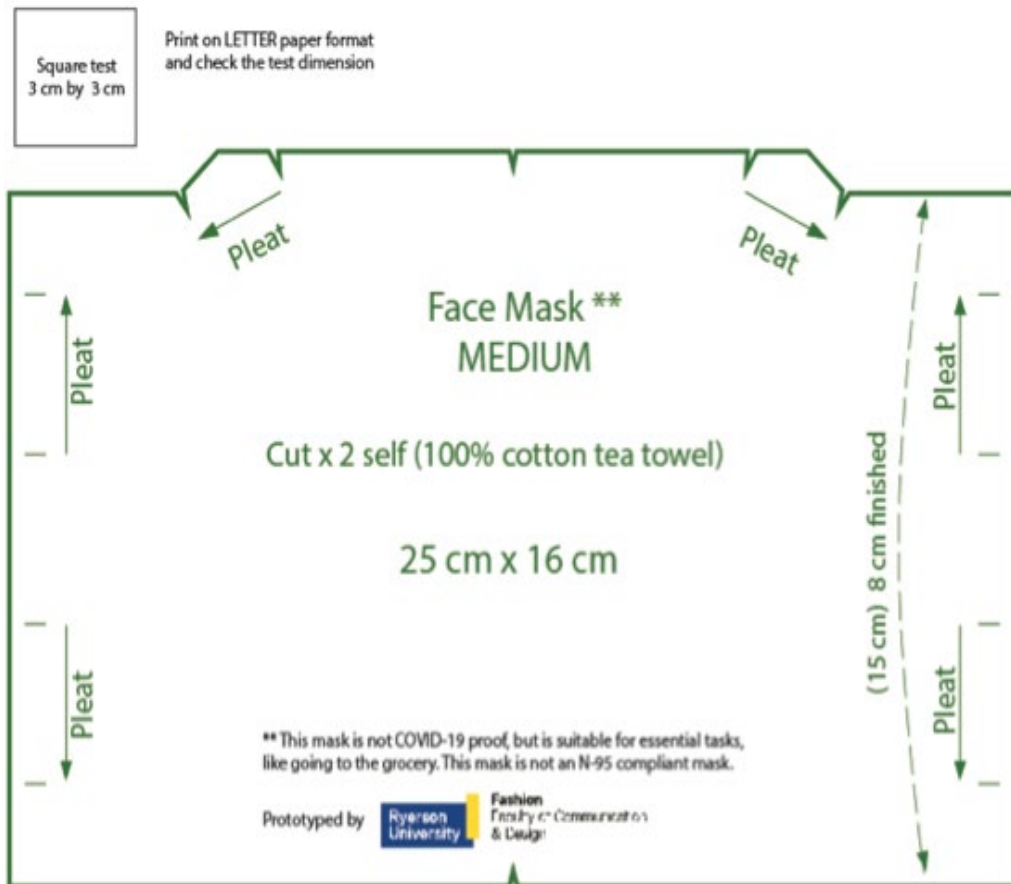 Square test
3 cm by 3 cm
Print on LETTER paper format
and check the test dimension
Pleat
Pleat
Face Mask **
MEDIUM
Pleat
Pleat
Cut x 2 self (100% cotton tea towel)
(15 cm) 8 cm finished
25 cm x 16 cm
Pleat
Pleat
** This mask is not COVID-19 proof, but is suitable for essential tasks,
like going to the grocery. This mask is not an N-95 compliant mask.
Prototyped by
Ryerson
University
Fashion
Faculty of Communication
& Design